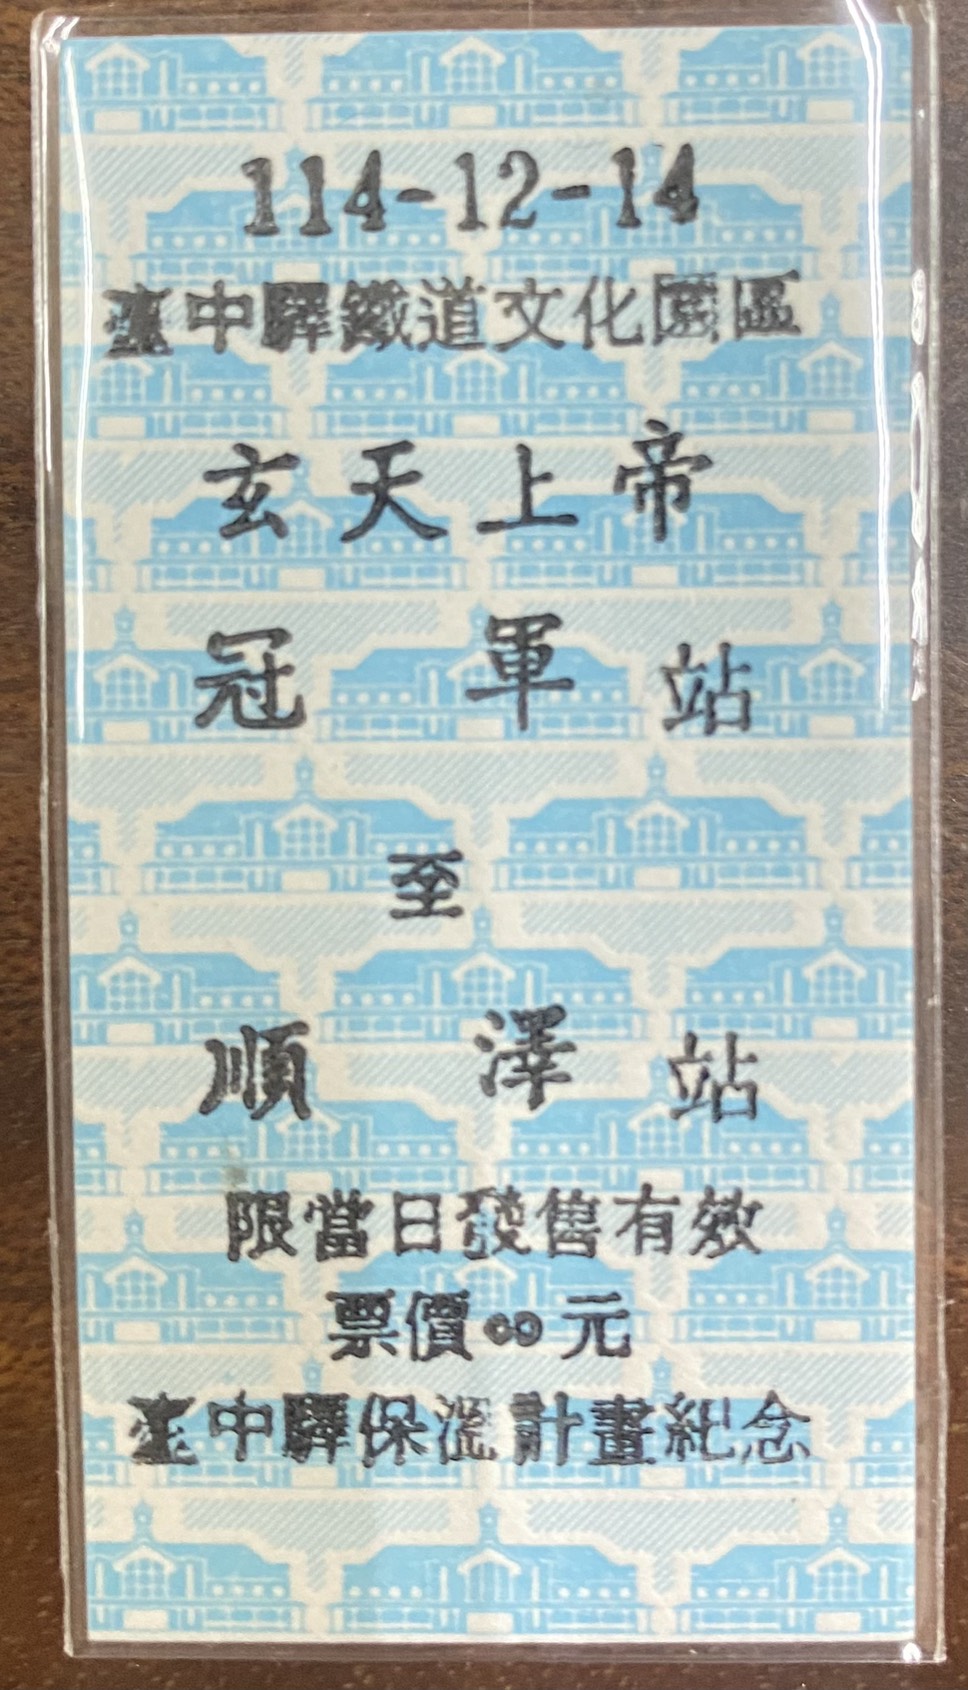 114-12-14
臺中驛鐵道文化園區
玄天上帝
冠軍站
至
順澤站
限當日發售有效
票價∞元
臺中驛保溫計畫紀念